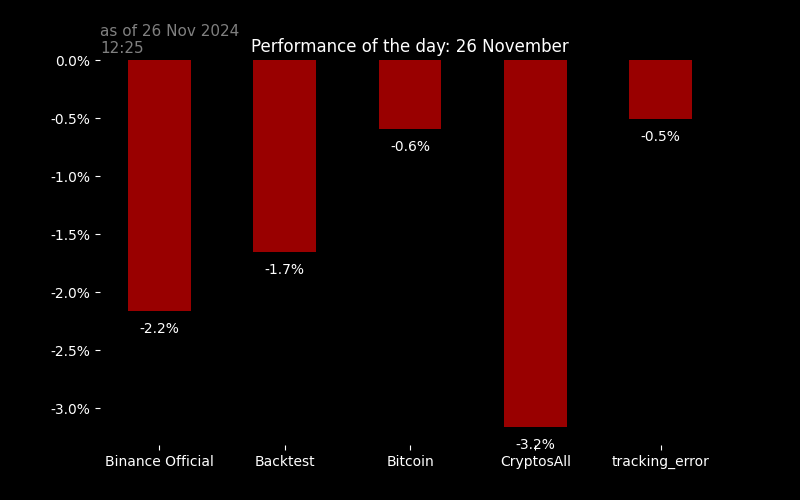 as of 26 Nov 2024
12:25
Performance of the day: 26 November
0.0%
-0.5%
-1.0%
-1.5%
-2.0%
-2.5%
-3.0%
-2.2%
-1.7%
-0.6%
-3.2%
-0.5%
Binance Official
Backtest
Bitcoin
CryptosAll
tracking_error